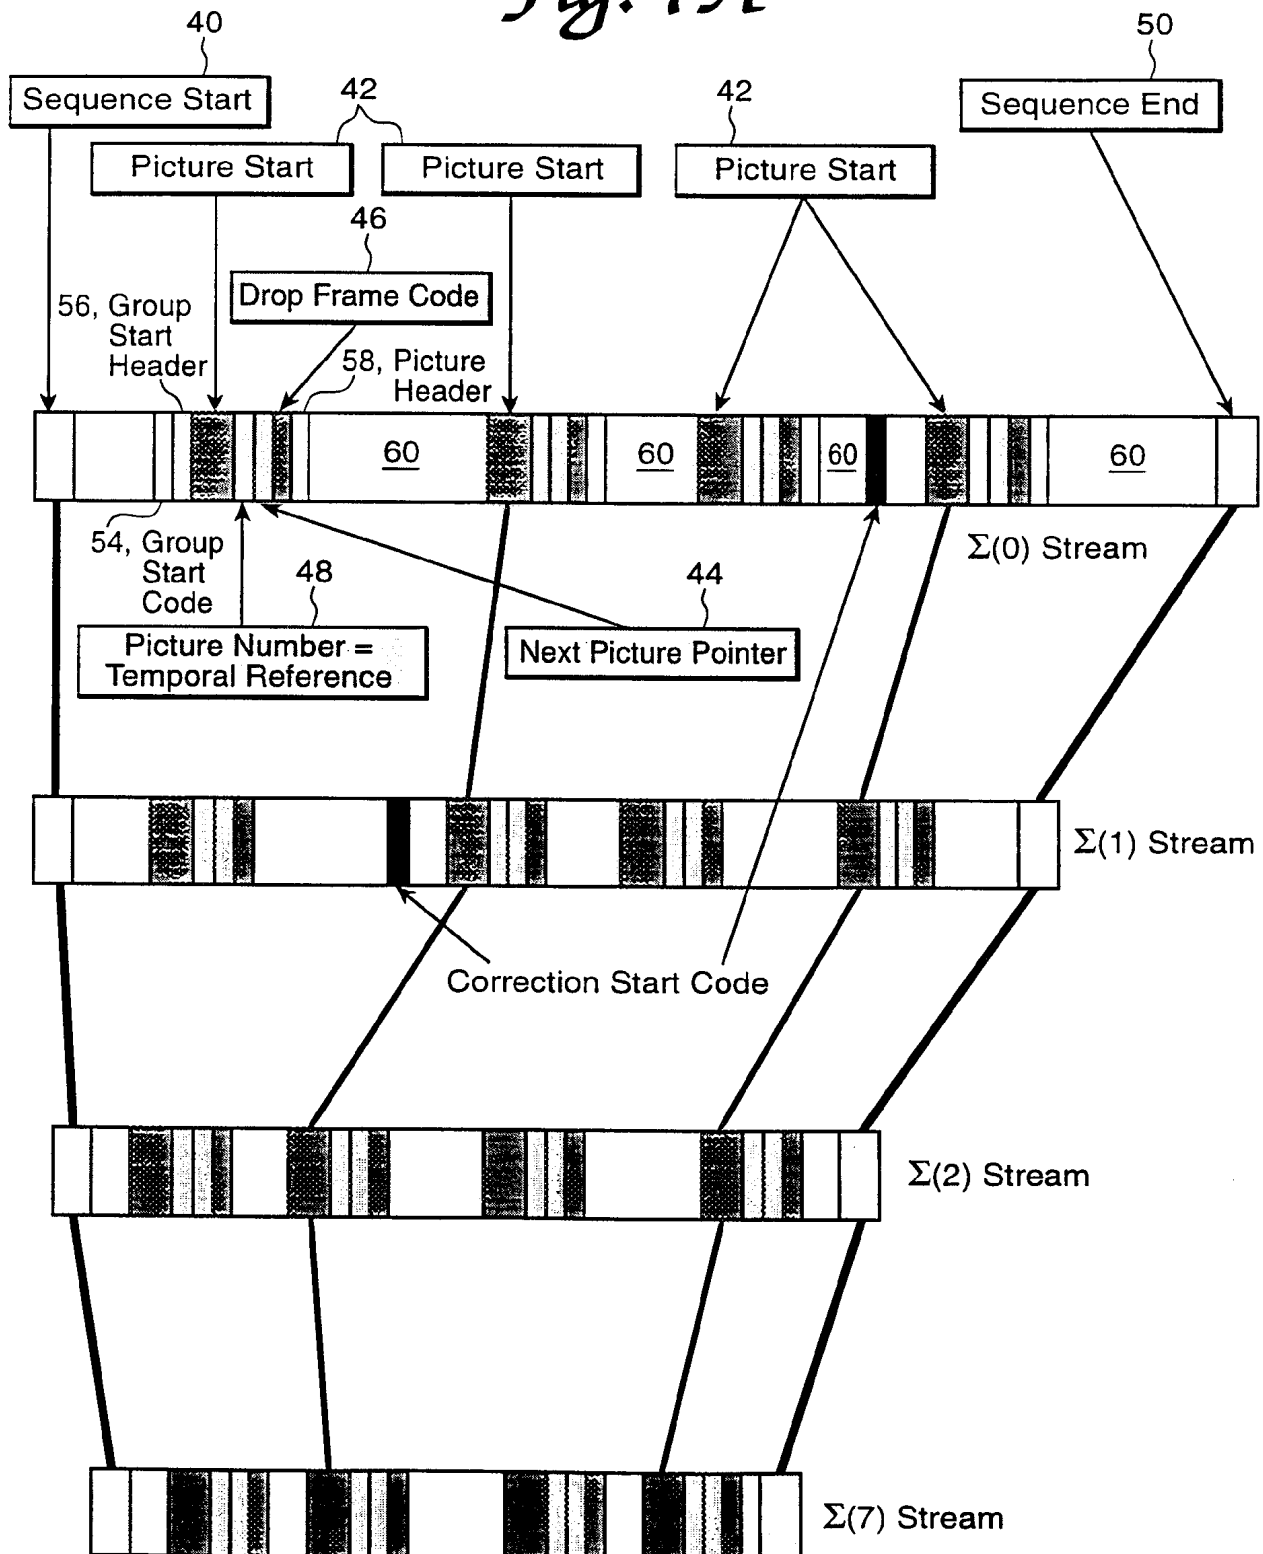 40
50
Sequence Start
42
42
Sequence End
Picture Start
Picture Start
Picture Start
46
Drop Frame Code
56, Group
Start
Header
58, Picture
Header
60
60
60
60
54, Group
Start
Code
Σ(0) Stream
48
44
Picture Number =
Temporal Reference
Next Picture Pointer
Σ(1) Stream
Correction Start Code
Σ(2) Stream
Σ(7) Stream